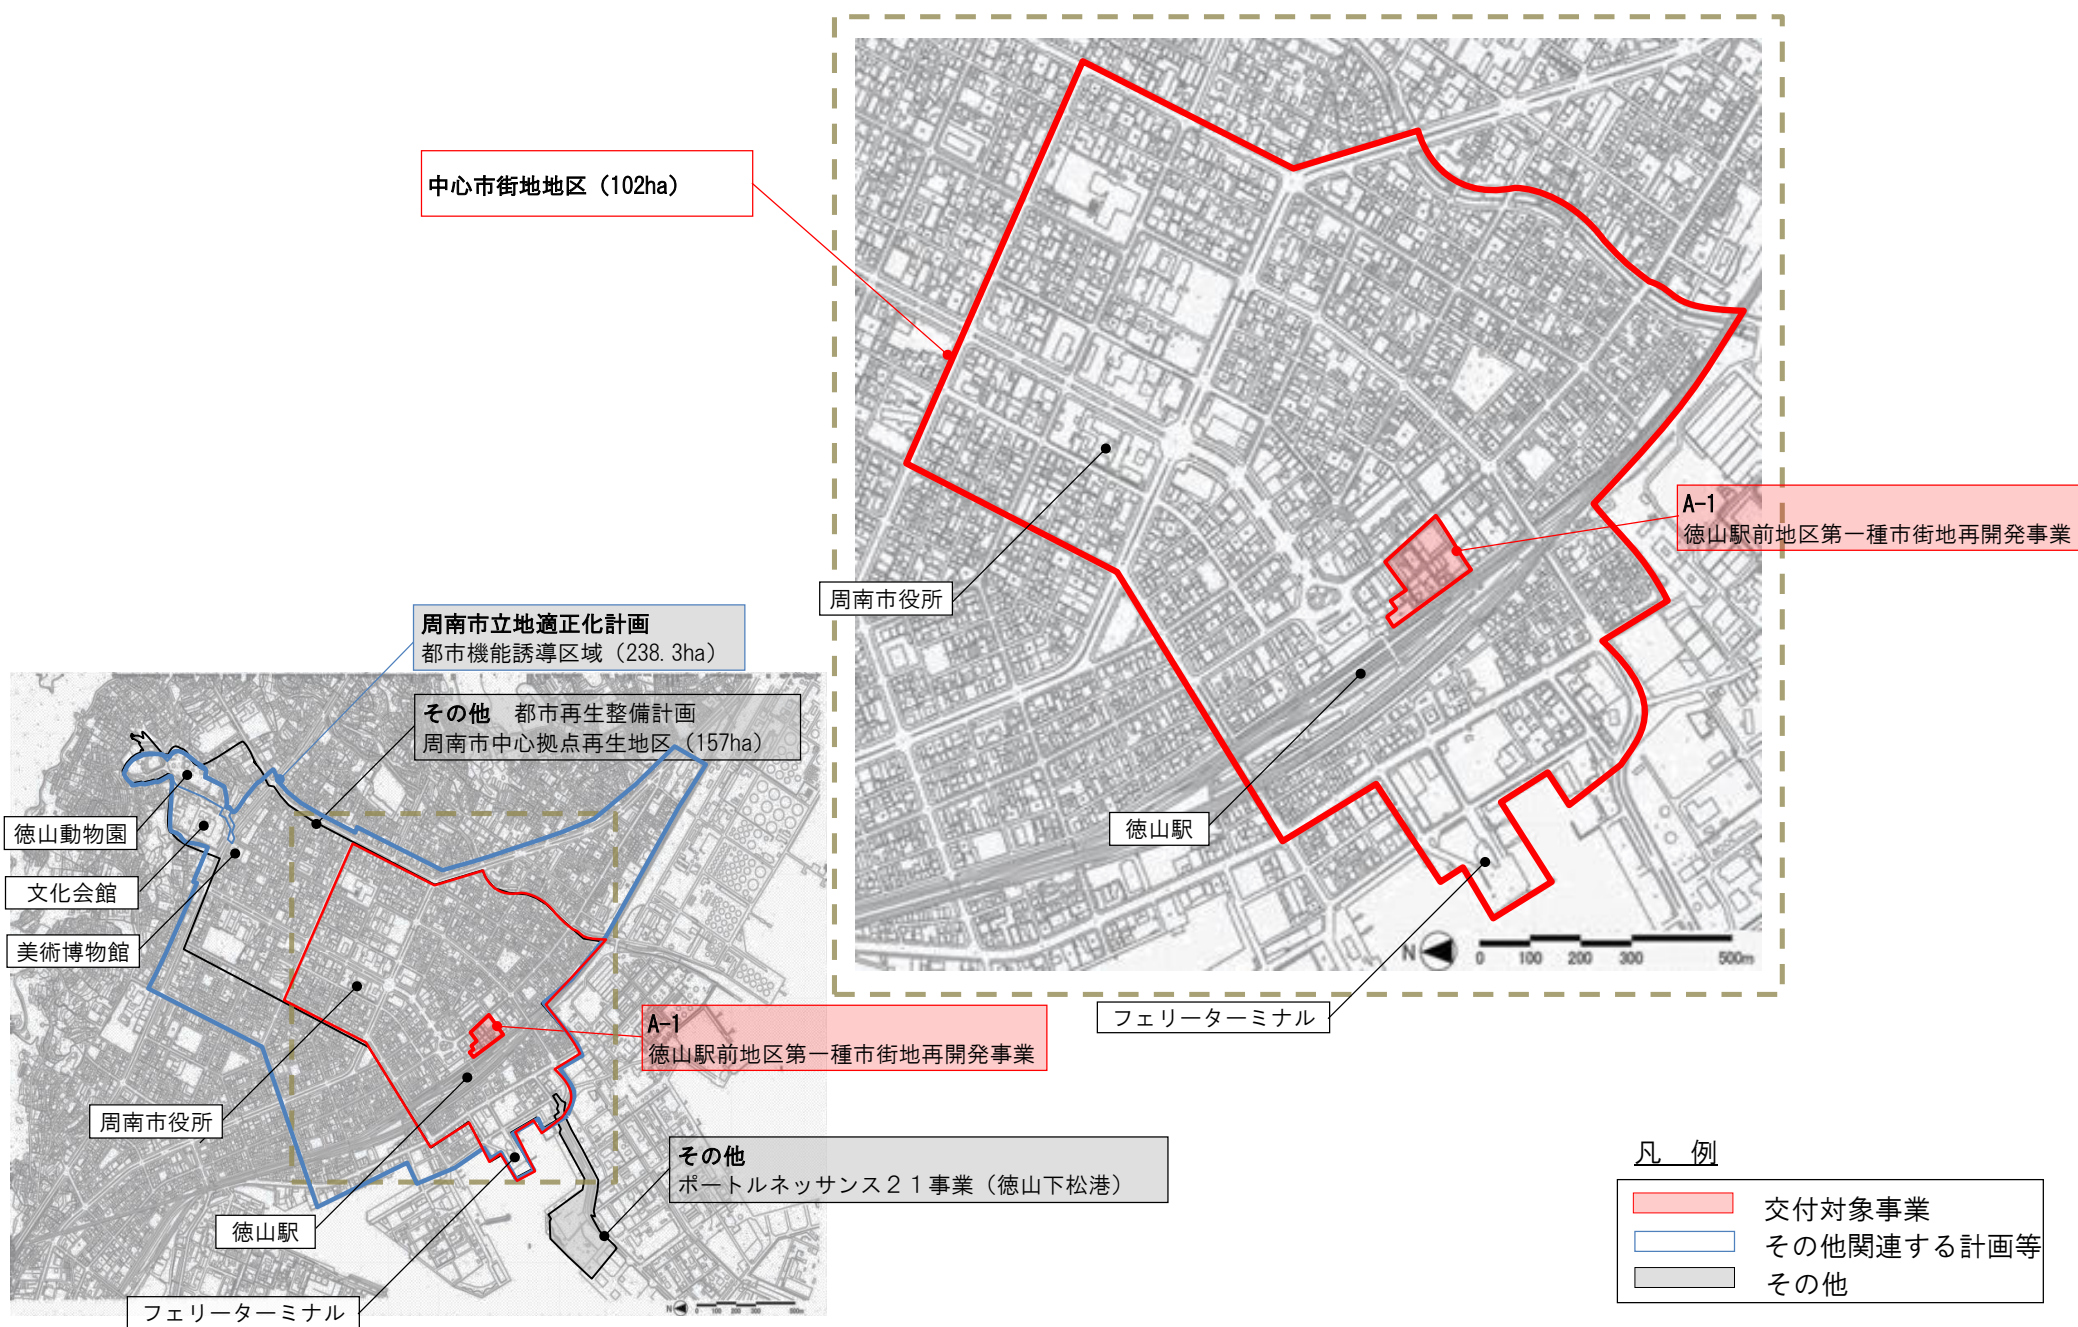 中心市街地地区（102ha）
A-1
徳山駅前地区第一種市街地再開発事業
周南市役所
徳山駅
フェリーターミナル
N
0 100 200 300 500m
周南市立地適正化計画
都市機能誘導区域（238.3ha）
その他 都市再生整備計画
周南市中心拠点再生地区（157ha）
徳山動物園
文化会館
美術博物館
A-1
徳山駅前地区第一種市街地再開発事業
周南市役所
その他
ポートルネッサンス２１事業（徳山下松港）
徳山駅
フェリーターミナル
N
0 100 200 300 500m
凡 例
交付対象事業
その他関連する計画等
その他